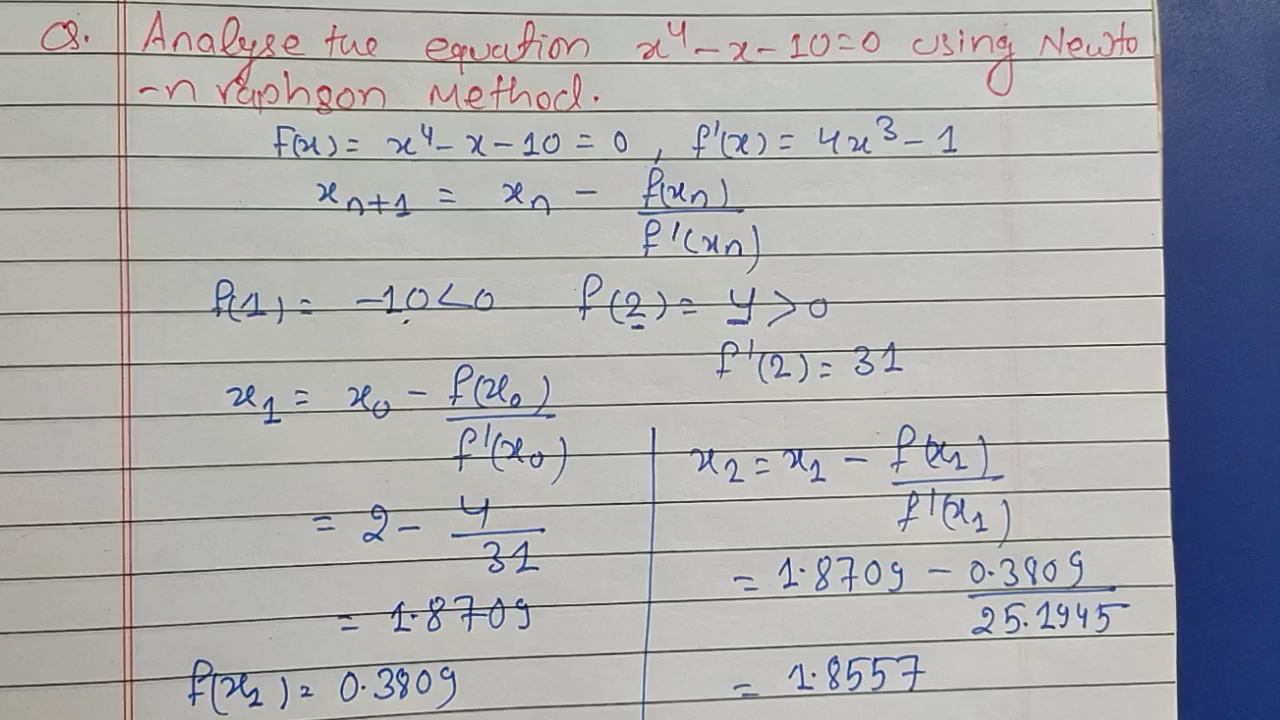 Q. Analyse the equation x⁴-x-10=0 using Newto
-n raphson Method.
F(x) = x⁴-x-10 = 0, f'(x) = 4x³-1
xₙ₊₁ = xₙ - f(xₙ)/f'(xₙ)
f(1) = -10<0 f(2) = 4>0
f'(2) = 31
x₁ = x₀ - f(x₀)/f'(x₀)
= 2 - 4/31
= 1.8709
f(x₁) = 0.3809
x₂ = x₁ - f(x₁)/f'(x₁)
= 1.8709 - 0.3809/25.1945
= 1.8557